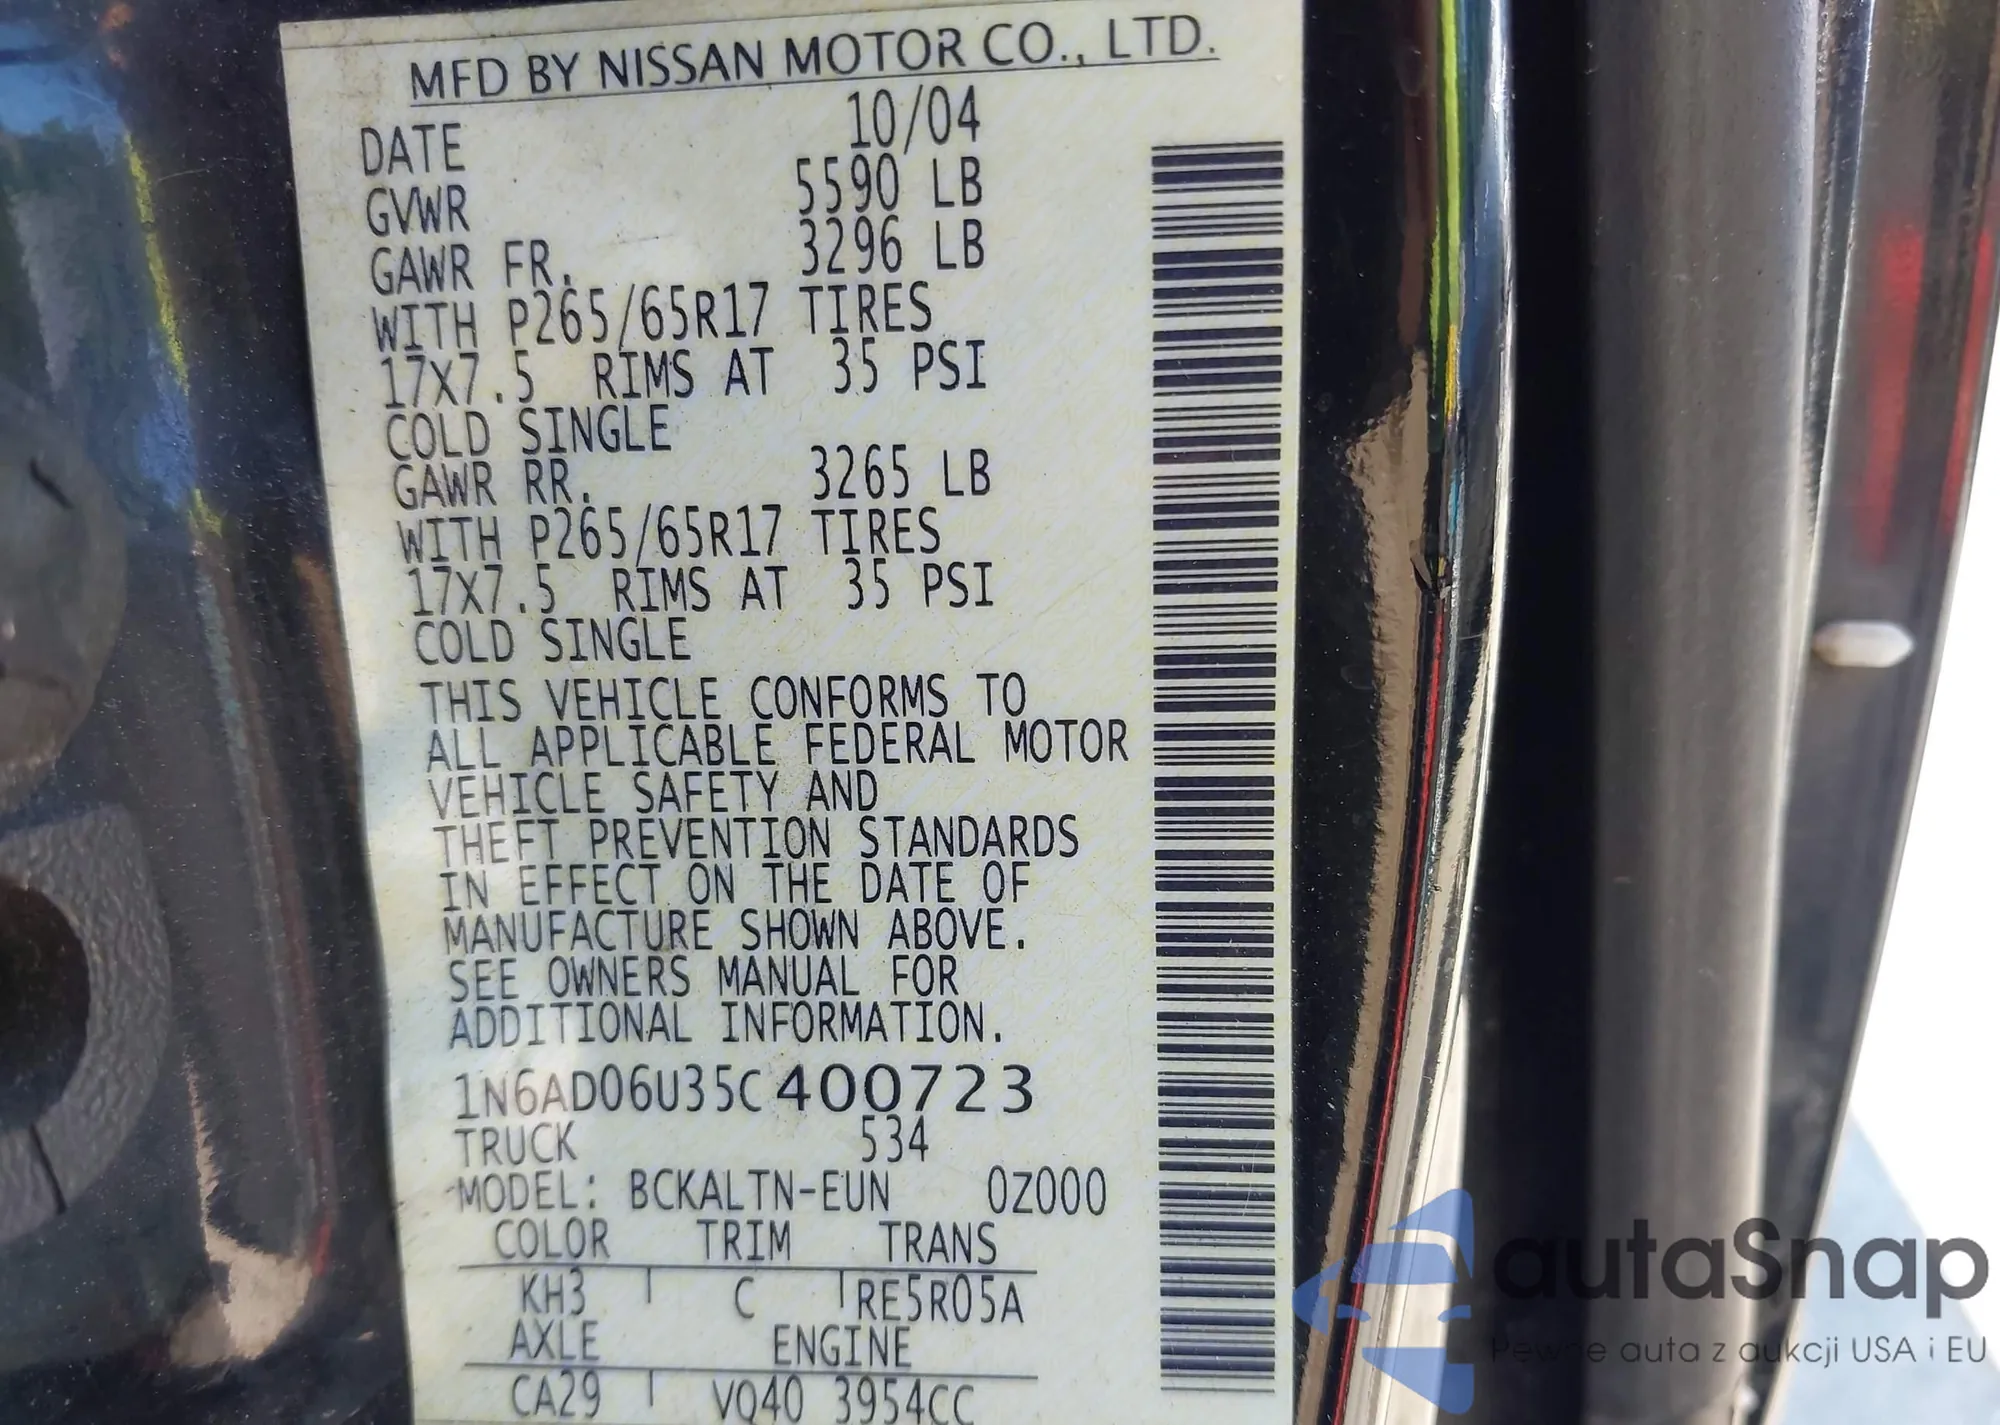 MFD BY NISSAN MOTOR CO., LTD.
DATE 10/04
GVWR 5590 LB
GAWR FR. 3296 LB
WITH P265/65R17 TIRES
17X7.5 RIMS AT 35 PSI
COLD SINGLE
GAWR RR. 3265 LB
WITH P265/65R17 TIRES
17X7.5 RIMS AT 35 PSI
COLD SINGLE
THIS VEHICLE CONFORMS TO
ALL APPLICABLE FEDERAL MOTOR
VEHICLE SAFETY AND
THEFT PREVENTION STANDARDS
IN EFFECT ON THE DATE OF
MANUFACTURE SHOWN ABOVE.
SEE OWNERS MANUAL FOR
ADDITIONAL INFORMATION.
1N6AD06U35C400723
TRUCK 534
MODEL: BCKALTN-EUN 0Z000
COLOR TRIM TRANS
KH3 C RE5R05A
AXLE ENGINE
CA29 VQ40 3954CC
autaSnap
Pewne auta z aukcji USA i EU